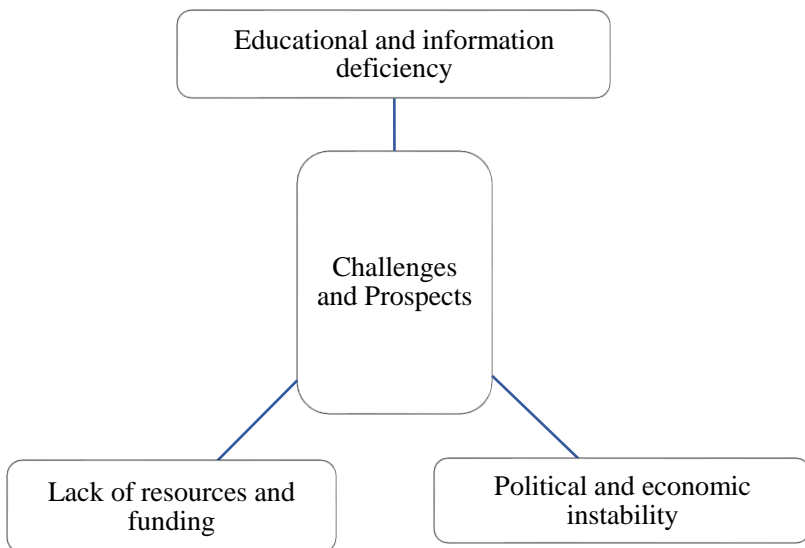 Educational and information
deficiency
Challenges
and Prospects
Lack of resources and
funding
Political and economic
instability